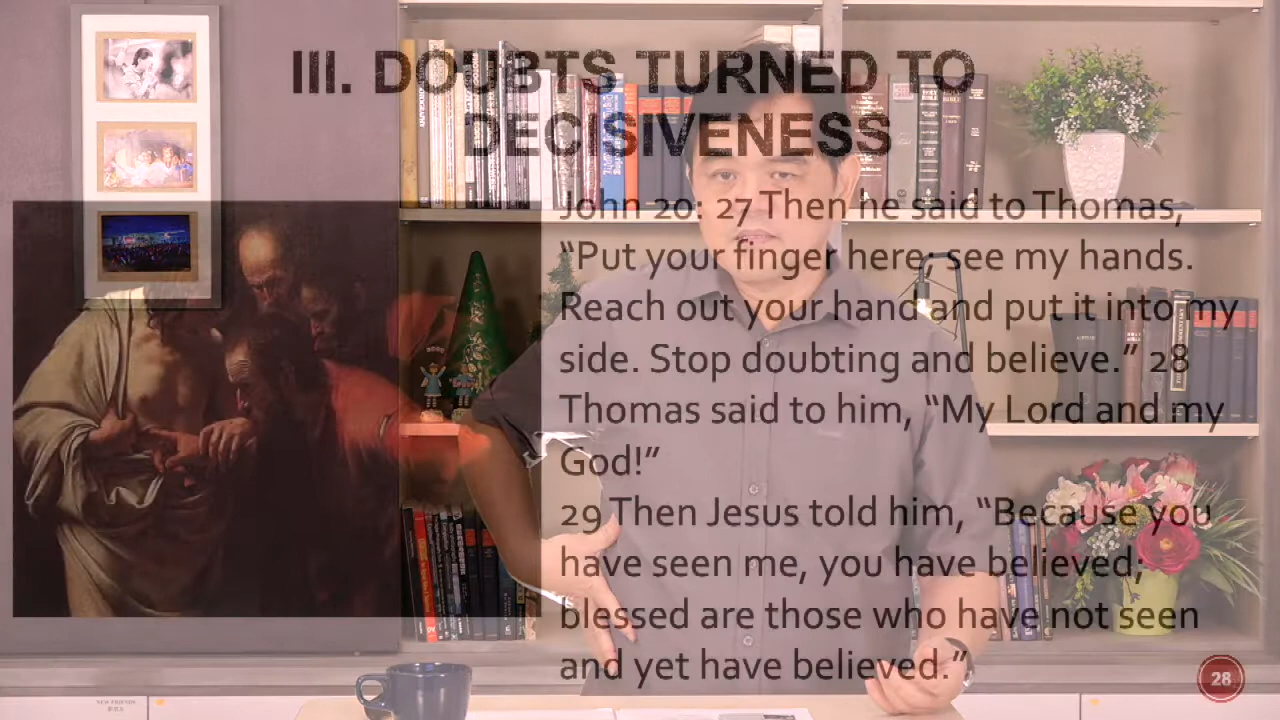 III. DOUBTS TURNED TO
DECISIVENESS
John 20: 27 Then he said to Thomas,
“Put your finger here; see my hands.
Reach out your hand and put it into my
side. Stop doubting and believe.” 28
Thomas said to him, “My Lord and my
God!”
29 Then Jesus told him, “Because you
have seen me, you have believed;
blessed are those who have not seen
and yet have believed.”
28
NEW FRIENDS